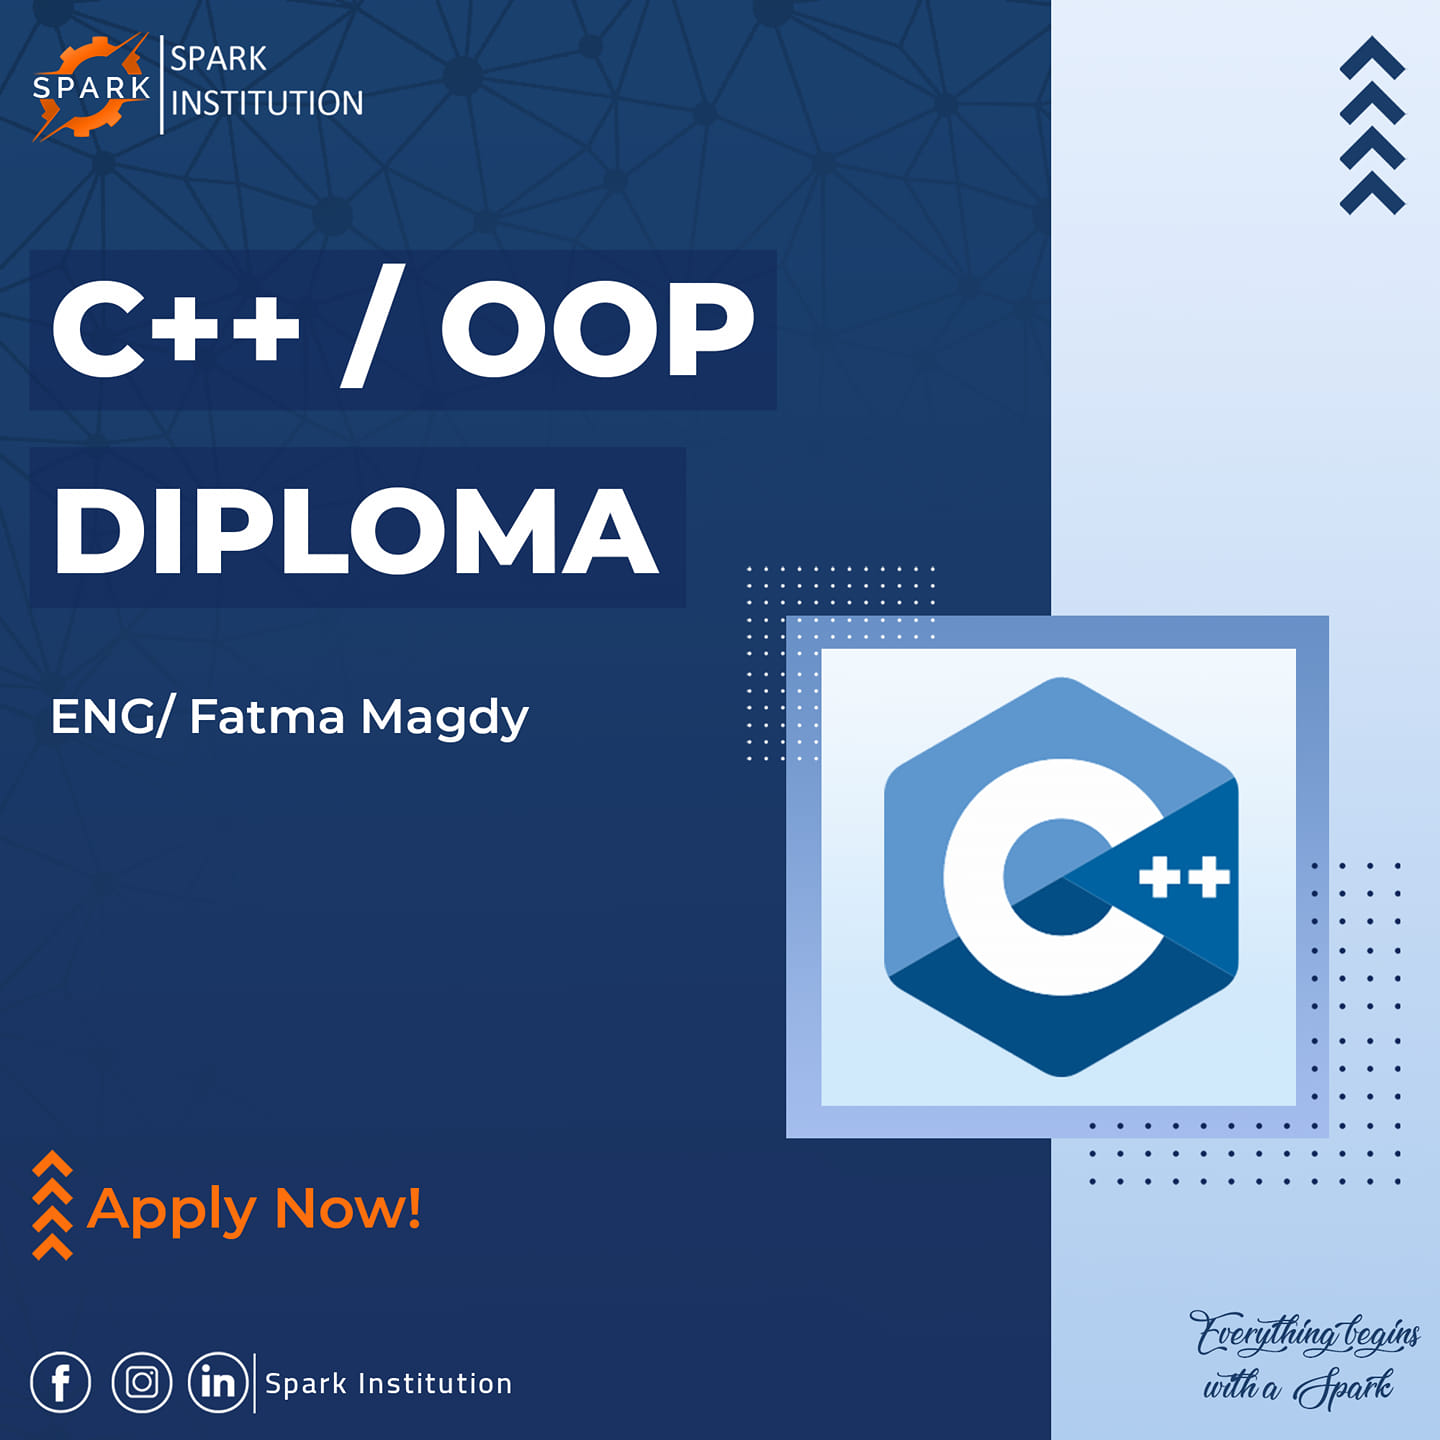 SPARK
SPARK
INSTITUTION
C++ / OOP
DIPLOMA
ENG/ Fatma Magdy
C++
Apply Now!
Spark Institution
Everything begins
with a Spark